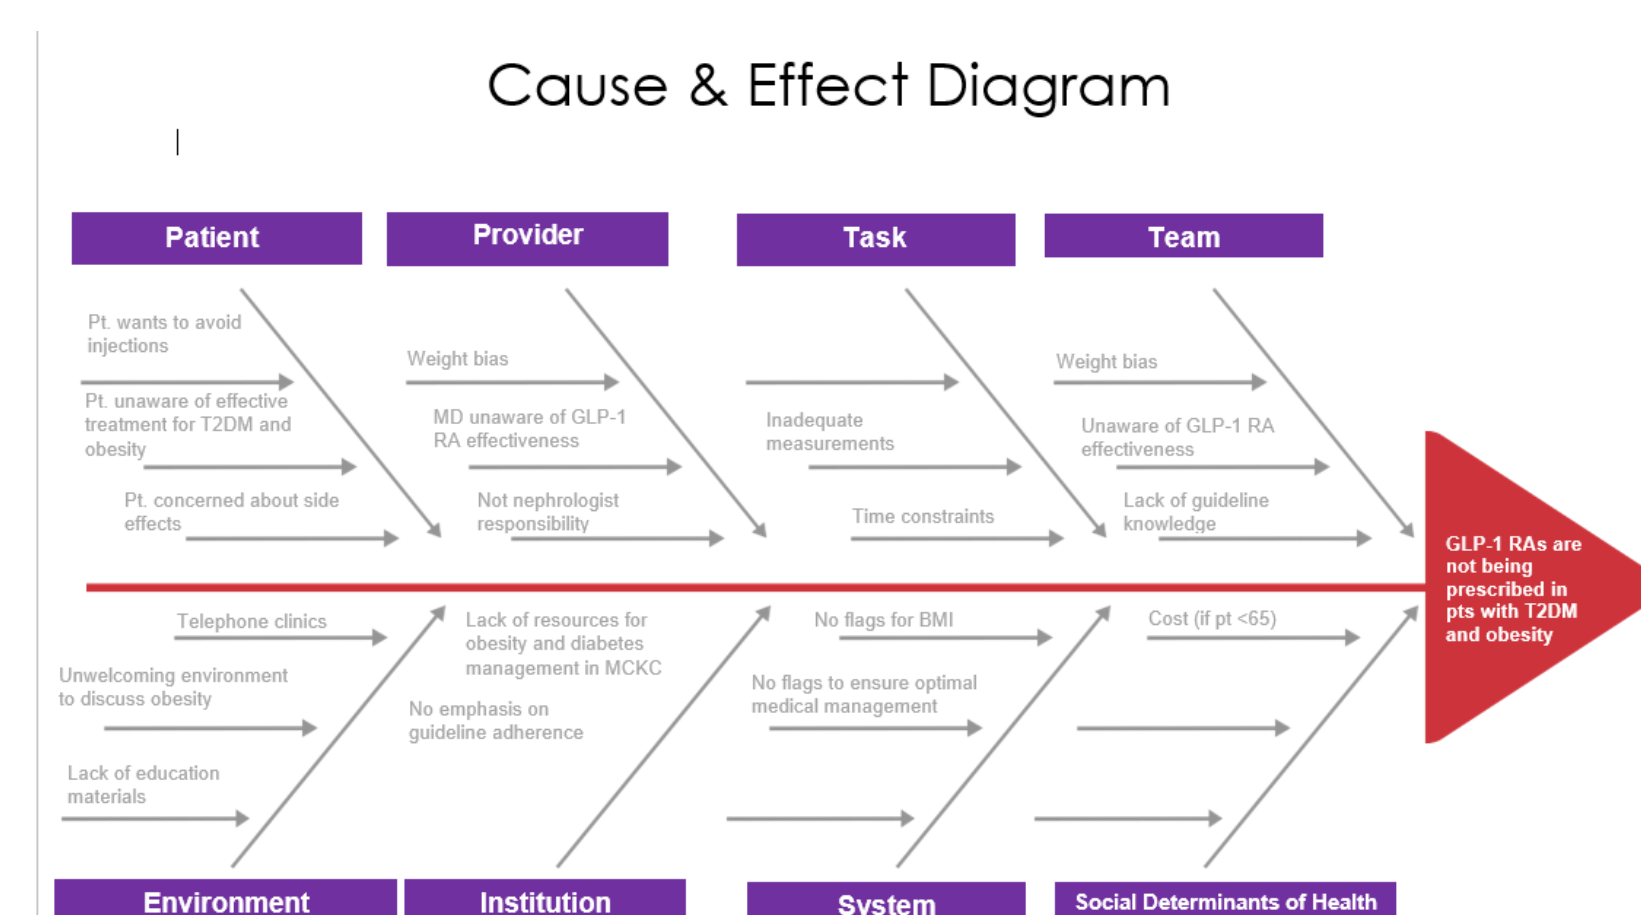 Cause & Effect Diagram
Patient
Provider
Task
Team
Pt. wants to avoid
injections
Pt. unaware of effective
treatment for T2DM and
obesity
Pt. concerned about side
effects
Weight bias
MD unaware of GLP-1
RA effectiveness
Not nephrologist
responsibility
Inadequate
measurements
Time constraints
Weight bias
Unaware of GLP-1 RA
effectiveness
Lack of guideline
knowledge
GLP-1 RAs are
not being
prescribed in
pts with T2DM
and obesity
Telephone clinics
Unwelcoming environment
to discuss obesity
Lack of education
materials
Lack of resources for
obesity and diabetes
management in MCKC
No emphasis on
guideline adherence
No flags for BMI
No flags to ensure optimal
medical management
Cost (if pt <65)
Environment
Institution
System
Social Determinants of Health